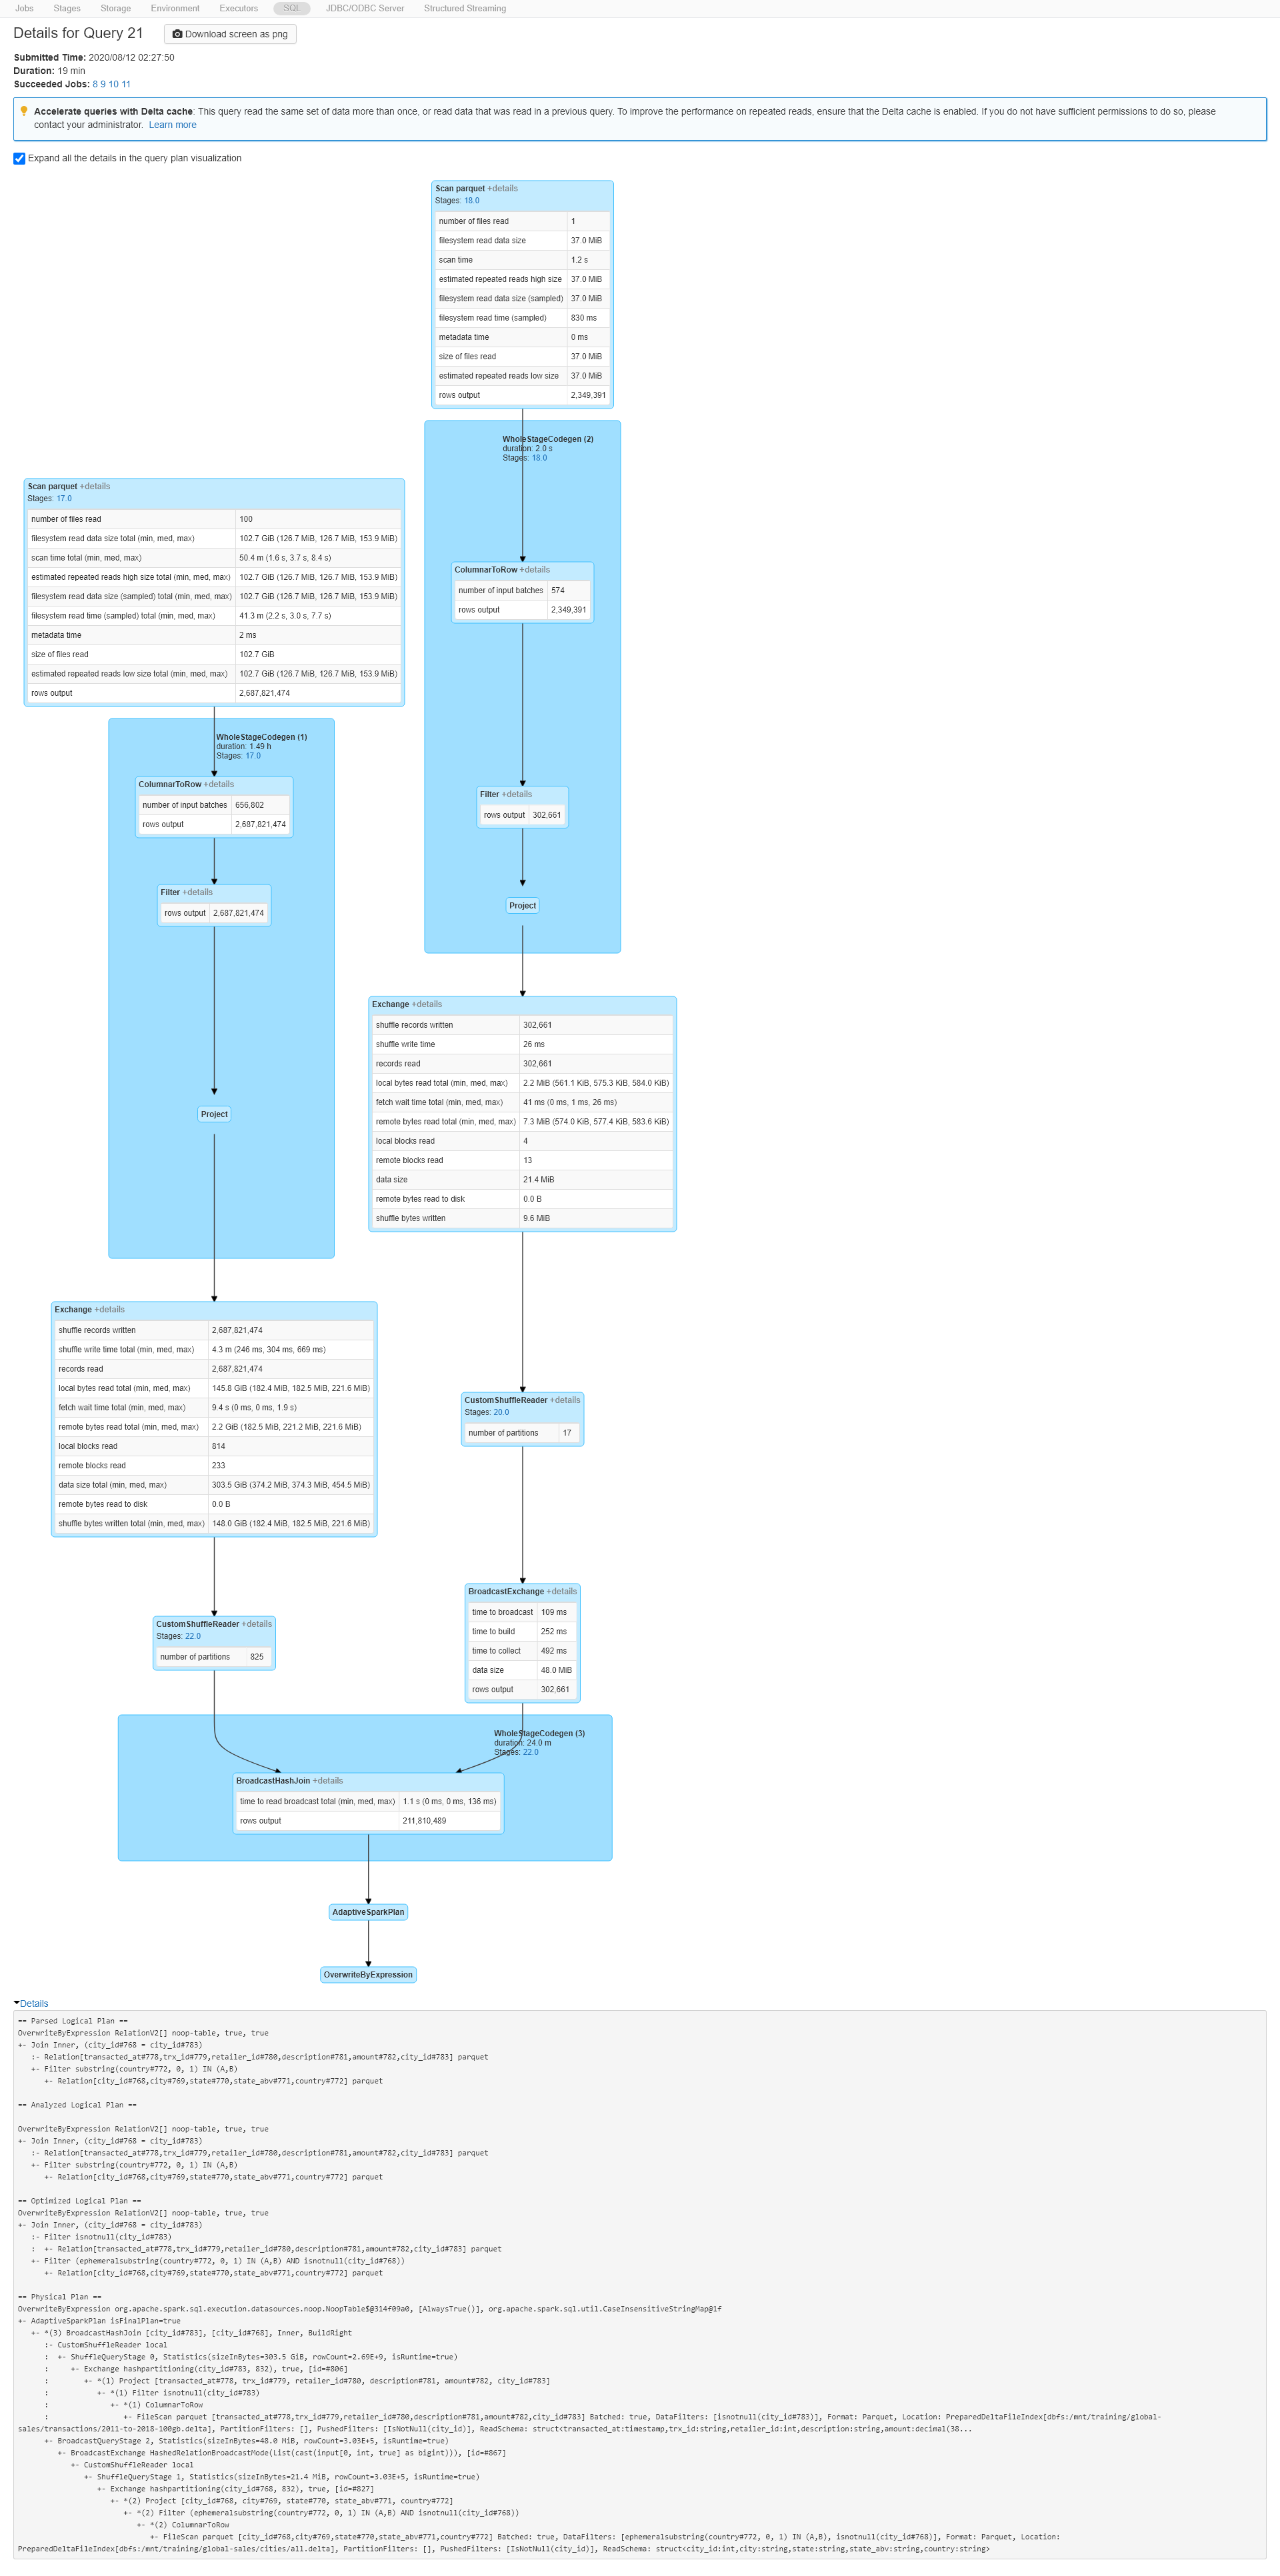 Jobs Stages Storage Environment Executors SQL JDBC/ODBC Server Structured Streaming
Details for Query 21 Download screen as png
Submitted Time: 2020/08/12 02:27:50
Duration: 19 min
Succeeded Jobs: 8 9 10 11
Accelerate queries with Delta cache: This query read the same set of data more than once, or read data that was read in a previous query. To improve the performance on repeated reads, ensure that the Delta cache is enabled. If you do not have sufficient permissions to do so, please
contact your administrator. Learn more
Expand all the details in the query plan visualization
Scan parquet +details
Stages: 18.0
number of files read 1
filesystem read data size 37.0 MiB
scan time 1.2 s
estimated repeated reads high size 37.0 MiB
filesystem read data size (sampled) 37.0 MiB
filesystem read time (sampled) 830 ms
metadata time 0 ms
size of files read 37.0 MiB
estimated repeated reads low size 37.0 MiB
rows output 2,349,391
WholeStageCodegen (2)
duration: 2.0 s
Stages: 18.0
Scan parquet +details
Stages: 17.0
number of files read 100
filesystem read data size total (min, med, max) 102.7 GiB (126.7 MiB, 126.7 MiB, 153.9 MiB)
scan time total (min, med, max) 50.4 m (1.6 s, 3.7 s, 8.4 s)
estimated repeated reads high size total (min, med, max) 102.7 GiB (126.7 MiB, 126.7 MiB, 153.9 MiB)
filesystem read data size (sampled) total (min, med, max) 102.7 GiB (126.7 MiB, 126.7 MiB, 153.9 MiB)
filesystem read time (sampled) total (min, med, max) 41.3 m (2.2 s, 3.0 s, 7.7 s)
metadata time 2 ms
size of files read 102.7 GiB
estimated repeated reads low size total (min, med, max) 102.7 GiB (126.7 MiB, 126.7 MiB, 153.9 MiB)
rows output 2,687,821,474
ColumnarToRow +details
number of input batches 574
rows output 2,349,391
WholeStageCodegen (1)
duration: 1.49 h
Stages: 17.0
ColumnarToRow +details
number of input batches 656,802
rows output 2,687,821,474
Filter +details
rows output 302,661
Filter +details
rows output 2,687,821,474
Project
Exchange +details
shuffle records written 302,661
shuffle write time 26 ms
records read 302,661
local bytes read total (min, med, max) 2.2 MiB (561.1 KiB, 575.3 KiB, 584.0 KiB)
fetch wait time total (min, med, max) 41 ms (0 ms, 1 ms, 26 ms)
remote bytes read total (min, med, max) 7.3 MiB (574.0 KiB, 577.4 KiB, 583.6 KiB)
local blocks read 4
remote blocks read 13
data size 21.4 MiB
remote bytes read to disk 0.0 B
shuffle bytes written 9.6 MiB
Project
Exchange +details
shuffle records written 2,687,821,474
shuffle write time total (min, med, max) 4.3 m (246 ms, 304 ms, 669 ms)
records read 2,687,821,474
local bytes read total (min, med, max) 145.8 GiB (182.4 MiB, 182.5 MiB, 221.6 MiB)
fetch wait time total (min, med, max) 9.4 s (0 ms, 0 ms, 1.9 s)
remote bytes read total (min, med, max) 2.2 GiB (182.5 MiB, 221.2 MiB, 221.6 MiB)
local blocks read 814
remote blocks read 233
data size total (min, med, max) 303.5 GiB (374.2 MiB, 374.3 MiB, 454.5 MiB)
remote bytes read to disk 0.0 B
shuffle bytes written total (min, med, max) 148.0 GiB (182.4 MiB, 182.5 MiB, 221.6 MiB)
CustomShuffleReader +details
Stages: 20.0
number of partitions 17
BroadcastExchange +details
time to broadcast 109 ms
time to build 252 ms
time to collect 492 ms
data size 48.0 MiB
rows output 302,661
CustomShuffleReader +details
Stages: 22.0
number of partitions 825
WholeStageCodegen (3)
duration: 24.0 m
Stages: 22.0
BroadcastHashJoin +details
time to read broadcast total (min, med, max) 1.1 s (0 ms, 0 ms, 136 ms)
rows output 211,810,489
AdaptiveSparkPlan
OverwriteByExpression
Details
== Parsed Logical Plan ==
OverwriteByExpression RelationV2[] noop-table, true, true
+- Join Inner, (city_id#768 = city_id#783)
:- Relation[transacted_at#778,trx_id#779,retailer_id#780,description#781,amount#782,city_id#783] parquet
+- Filter substring(country#772, 0, 1) IN (A,B)
+- Relation[city_id#768,city#769,state#770,state_abv#771,country#772] parquet
== Analyzed Logical Plan ==
OverwriteByExpression RelationV2[] noop-table, true, true
+- Join Inner, (city_id#768 = city_id#783)
:- Relation[transacted_at#778,trx_id#779,retailer_id#780,description#781,amount#782,city_id#783] parquet
+- Filter substring(country#772, 0, 1) IN (A,B)
+- Relation[city_id#768,city#769,state#770,state_abv#771,country#772] parquet
== Optimized Logical Plan ==
OverwriteByExpression RelationV2[] noop-table, true, true
+- Join Inner, (city_id#768 = city_id#783)
:- Filter isnotnull(city_id#783)
: +- Relation[transacted_at#778,trx_id#779,retailer_id#780,description#781,amount#782,city_id#783] parquet
+- Filter (ephemeralsubstring(country#772, 0, 1) IN (A,B) AND isnotnull(city_id#768))
+- Relation[city_id#768,city#769,state#770,state_abv#771,country#772] parquet
== Physical Plan ==
OverwriteByExpression org.apache.spark.sql.execution.datasources.noop.NoopTable$@314f09a0, [AlwaysTrue()], org.apache.spark.sql.util.CaseInsensitiveStringMap@1f
+- AdaptiveSparkPlan isFinalPlan=true
+- *(3) BroadcastHashJoin [city_id#783], [city_id#768], Inner, BuildRight
:- CustomShuffleReader local
: +- ShuffleQueryStage 0, Statistics(sizeInBytes=303.5 GiB, rowCount=2.69E+9, isRuntime=true)
: +- Exchange hashpartitioning(city_id#783, 832), true, [id=#806]
: +- *(1) Project [transacted_at#778, trx_id#779, retailer_id#780, description#781, amount#782, city_id#783]
: +- *(1) Filter isnotnull(city_id#783)
: +- *(1) ColumnarToRow
: +- FileScan parquet [transacted_at#778,trx_id#779,retailer_id#780,description#781,amount#782,city_id#783] Batched: true, DataFilters: [isnotnull(city_id#783)], Format: Parquet, Location: PreparedDeltaFileIndex[dbfs:/mnt/training/global-
sales/transactions/2011-to-2018-100gb.delta], PartitionFilters: [], PushedFilters: [IsNotNull(city_id)], ReadSchema: struct<transacted_at:timestamp,trx_id:string,retailer_id:int,description:string,amount:decimal(38...
+- BroadcastQueryStage 2, Statistics(sizeInBytes=48.0 MiB, rowCount=3.03E+5, isRuntime=true)
+- BroadcastExchange HashedRelationBroadcastMode(List(cast(input[0, int, true] as bigint))), [id=#867]
+- CustomShuffleReader local
+- ShuffleQueryStage 1, Statistics(sizeInBytes=21.4 MiB, rowCount=3.03E+5, isRuntime=true)
+- Exchange hashpartitioning(city_id#768, 832), true, [id=#827]
+- *(2) Project [city_id#768, city#769, state#770, state_abv#771, country#772]
+- *(2) Filter (ephemeralsubstring(country#772, 0, 1) IN (A,B) AND isnotnull(city_id#768))
+- *(2) ColumnarToRow
+- FileScan parquet [city_id#768,city#769,state#770,state_abv#771,country#772] Batched: true, DataFilters: [ephemeralsubstring(country#772, 0, 1) IN (A,B), isnotnull(city_id#768)], Format: Parquet, Location:
PreparedDeltaFileIndex[dbfs:/mnt/training/global-sales/cities/all.delta], PartitionFilters: [], PushedFilters: [IsNotNull(city_id)], ReadSchema: struct<city_id:int,city:string,state:string,state_abv:string,country:string>